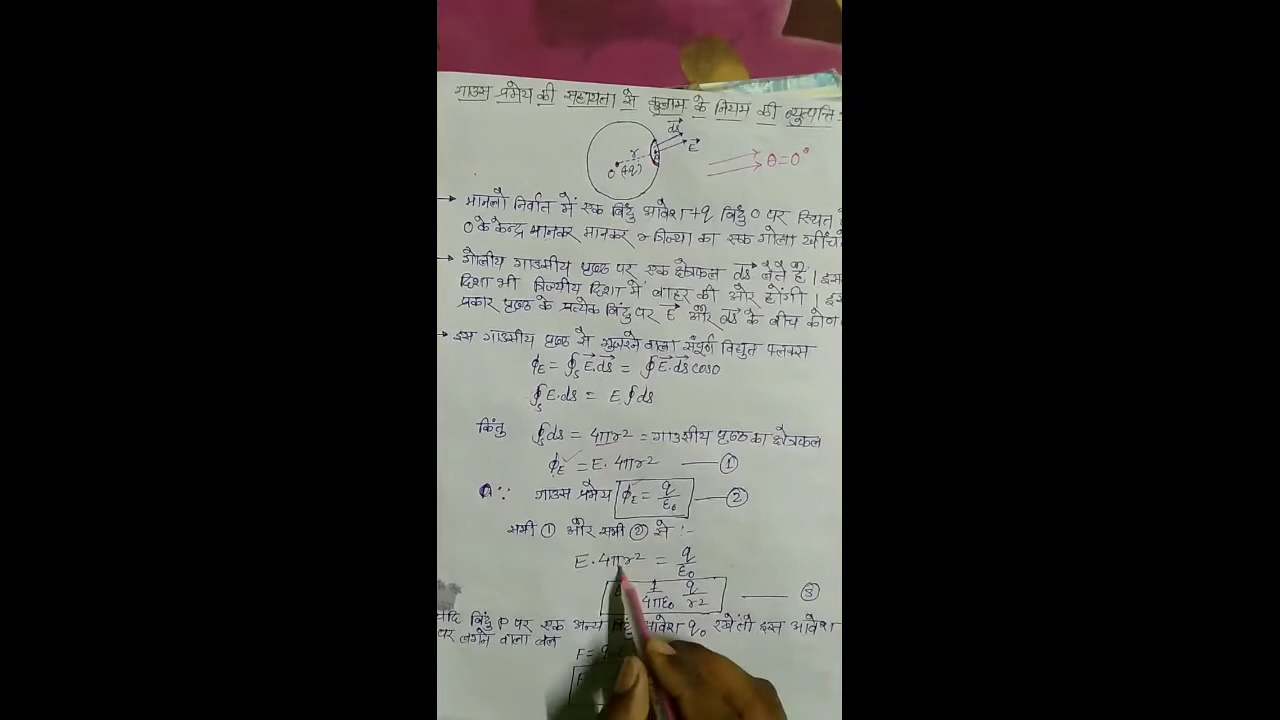 गाउस प्रमेय की सहायता से कूलाम के नियम की व्युत्पत्ति:
ds
E
r
O (+q)
θ=0°
→ मानलो निर्वात में एक बिंदु आवेश +q बिंदु O पर स्थित
O के केन्द्र मानकर मानकर r त्रिज्या का एक गोला खींचते
→ गोलीय गाउसीय पृष्ठ पर एक क्षेत्रफल ds लेते हैं। इस
दिशा भी त्रिज्यीय दिशा में बाहर की ओर होंगी। इस
प्रकार पृष्ठ के प्रत्येक बिंदु पर E और ds के बीच कोण
→ इस गाउसीय पृष्ठ से गुजरने वाला संपूर्ण विद्युत फ्लक्स
ϕE = ∮s E.ds = ∮E.ds cos0
∮s E.ds = E∮ds
किंतु ∮s ds = 4πr² = गाउसीय पृष्ठ का क्षेत्रफल
ϕE = E. 4πr² — ①
∵ गाउस प्रमेय ϕE = q/ε₀ — ②
समी ① और समी ② से :-
E. 4πr² = q/ε₀
1/4πε₀ q/r² — ③
यदि बिंदु P पर एक अन्य बिंदु आवेश q₀ रखें तो इस आवेश
पर लगने वाला बल
F =